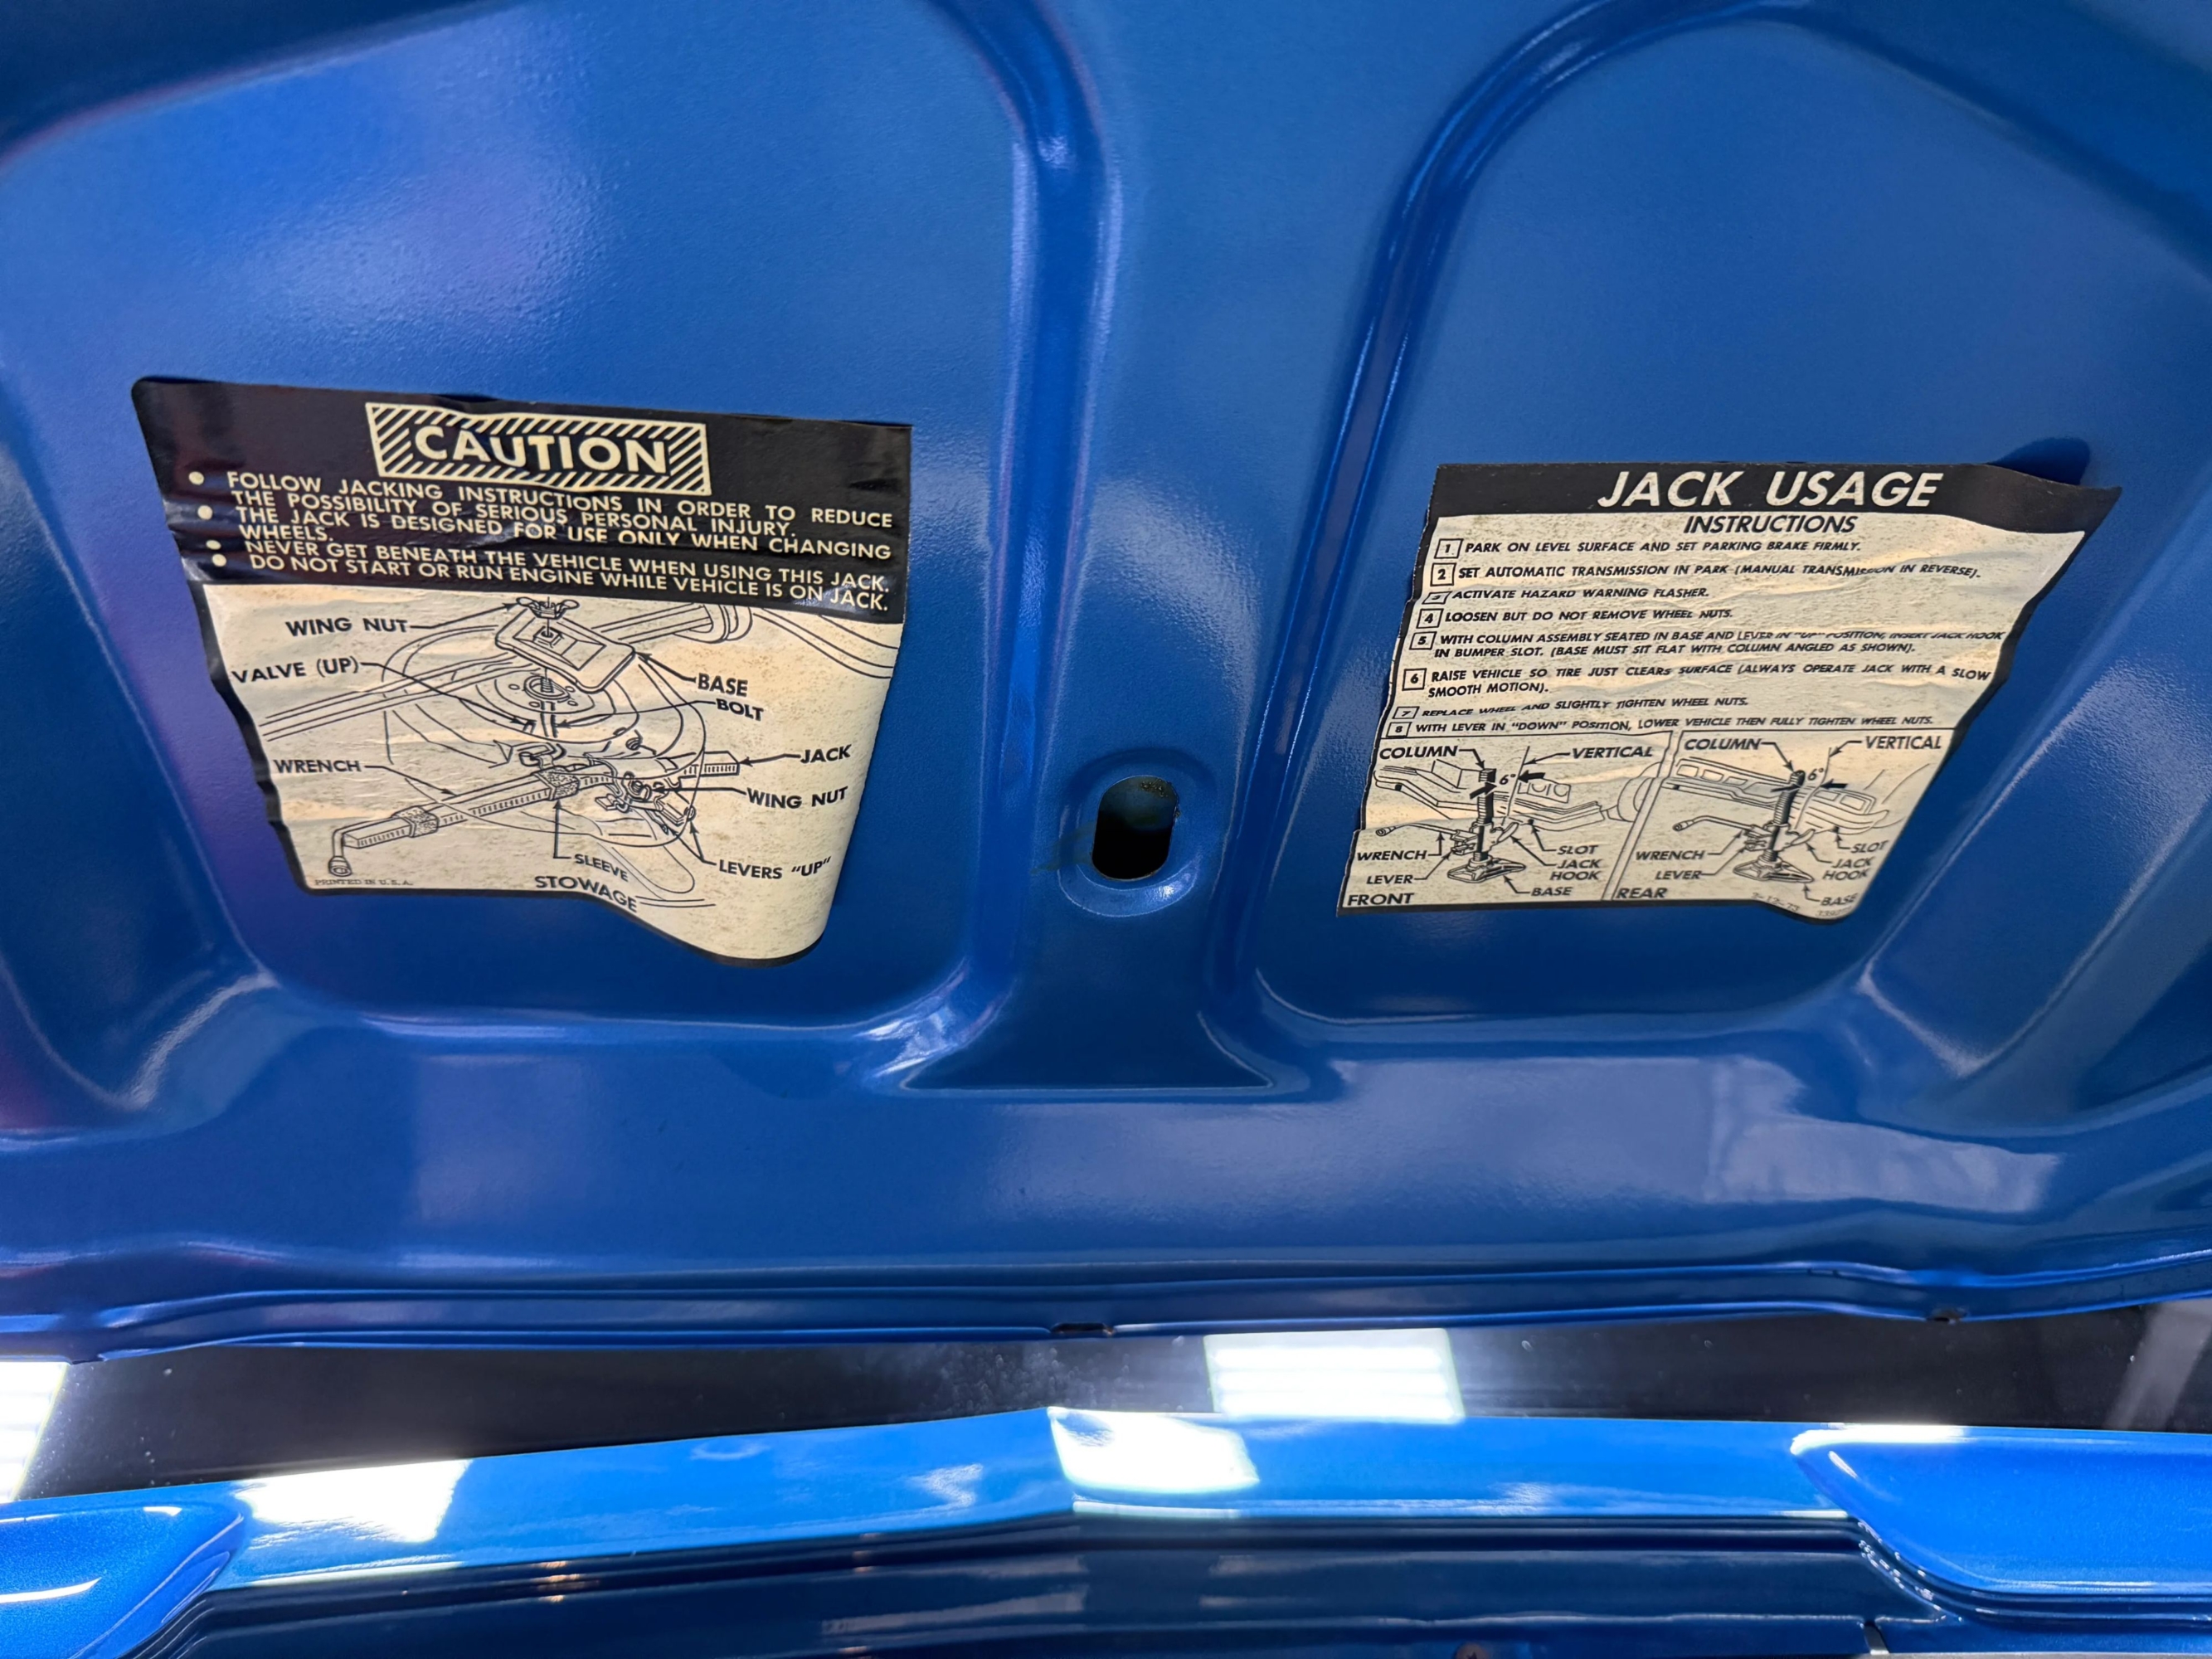 CAUTION
• FOLLOW JACKING INSTRUCTIONS IN ORDER TO REDUCE
THE POSSIBILITY OF SERIOUS PERSONAL INJURY.
• THE JACK IS DESIGNED FOR USE ONLY WHEN CHANGING
WHEELS.
• NEVER GET BENEATH THE VEHICLE WHEN USING THIS JACK.
• DO NOT START OR RUN ENGINE WHILE VEHICLE IS ON JACK.
WING NUT
VALVE (UP)
BASE
BOLT
WRENCH
JACK
WING NUT
SLEEVE
LEVERS "UP"
PRINTED IN U.S.A.
STOWAGE
JACK USAGE
INSTRUCTIONS
1 PARK ON LEVEL SURFACE AND SET PARKING BRAKE FIRMLY.
2 SET AUTOMATIC TRANSMISSION IN PARK (MANUAL TRANSMISSION IN REVERSE).
3 ACTIVATE HAZARD WARNING FLASHER.
4 LOOSEN BUT DO NOT REMOVE WHEEL NUTS.
5 WITH COLUMN ASSEMBLY SEATED IN BASE AND LEVER IN "UP" POSITION, INSERT JACK HOOK
IN BUMPER SLOT. (BASE MUST SIT FLAT WITH COLUMN ANGLED AS SHOWN).
6 RAISE VEHICLE SO TIRE JUST CLEARS SURFACE (ALWAYS OPERATE JACK WITH A SLOW
SMOOTH MOTION).
7 REPLACE WHEEL AND SLIGHTLY TIGHTEN WHEEL NUTS.
8 WITH LEVER IN "DOWN" POSITION, LOWER VEHICLE THEN FULLY TIGHTEN WHEEL NUTS.
COLUMN
VERTICAL
6°
WRENCH
LEVER
SLOT
JACK
HOOK
BASE
FRONT
COLUMN
VERTICAL
6°
WRENCH
LEVER
SLOT
JACK
HOOK
BASE
REAR